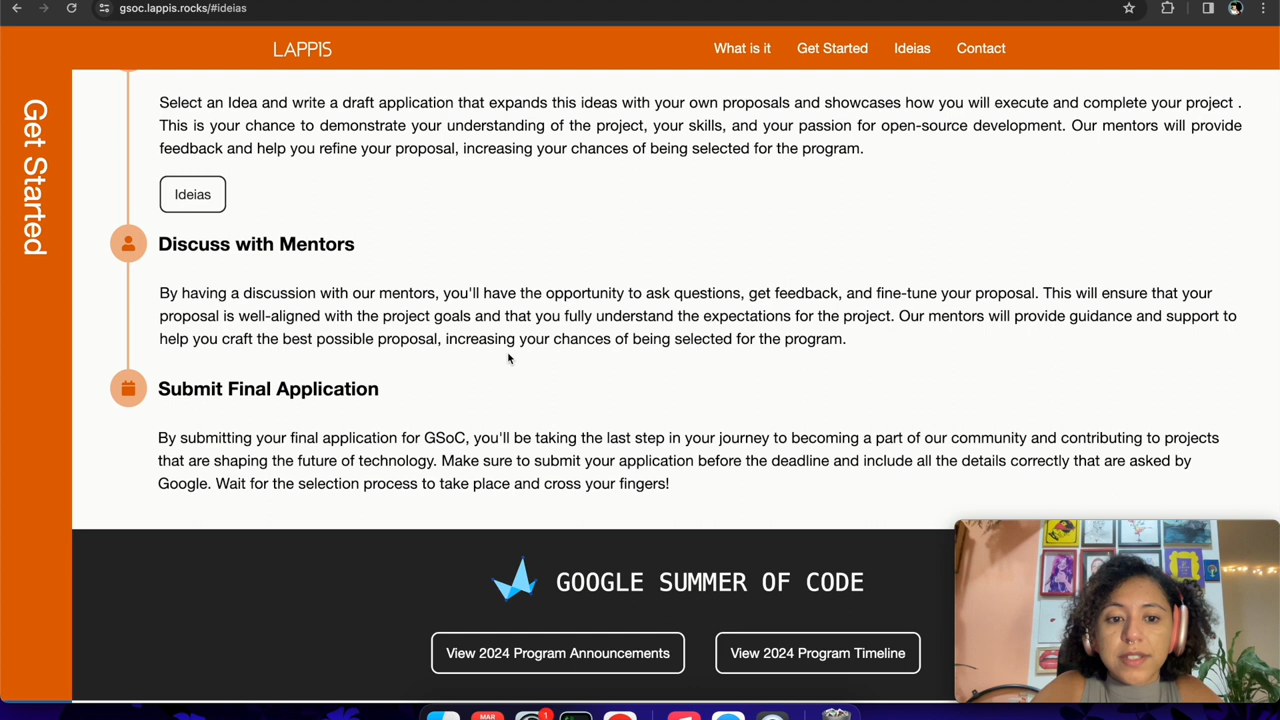 gsoc.lappis.rocks/#ideias
LAPPIS
What is it
Get Started
Ideias
Contact
Get Started
Select an Idea and write a draft application that expands this ideas with your own proposals and showcases how you will execute and complete your project .
This is your chance to demonstrate your understanding of the project, your skills, and your passion for open-source development. Our mentors will provide
feedback and help you refine your proposal, increasing your chances of being selected for the program.
Ideias
Discuss with Mentors
By having a discussion with our mentors, you'll have the opportunity to ask questions, get feedback, and fine-tune your proposal. This will ensure that your
proposal is well-aligned with the project goals and that you fully understand the expectations for the project. Our mentors will provide guidance and support to
help you craft the best possible proposal, increasing your chances of being selected for the program.
Submit Final Application
By submitting your final application for GSoC, you'll be taking the last step in your journey to becoming a part of our community and contributing to projects
that are shaping the future of technology. Make sure to submit your application before the deadline and include all the details correctly that are asked by
Google. Wait for the selection process to take place and cross your fingers!
GOOGLE SUMMER OF CODE
View 2024 Program Announcements
View 2024 Program Timeline
MAR
1